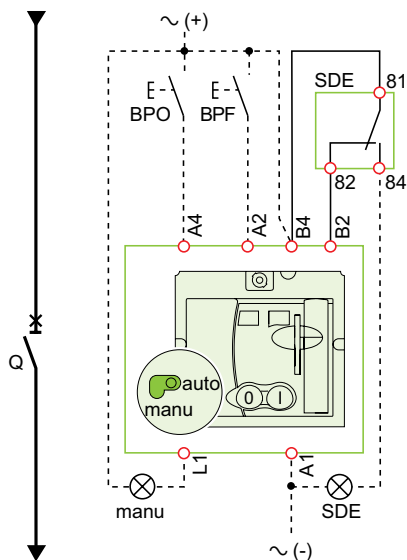 ~ (+)
SDE
81
BPO
BPF
82
84
A4
A2
B4
B2
Q
auto
manu
0
I
L1
A1
manu
SDE
~ (-)